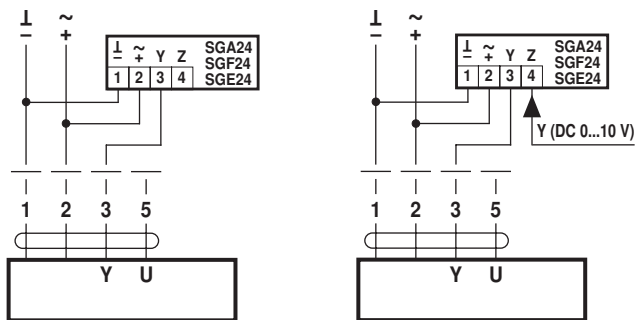 ⊥ ~
– +
⊥ ~ Y Z SGA24
– + SGF24
1 2 3 4 SGE24
1 2 3 5
Y U
⊥ ~
– +
⊥ ~ Y Z SGA24
– + SGF24
1 2 3 4 SGE24
Y (DC 0...10 V)
1 2 3 5
Y U